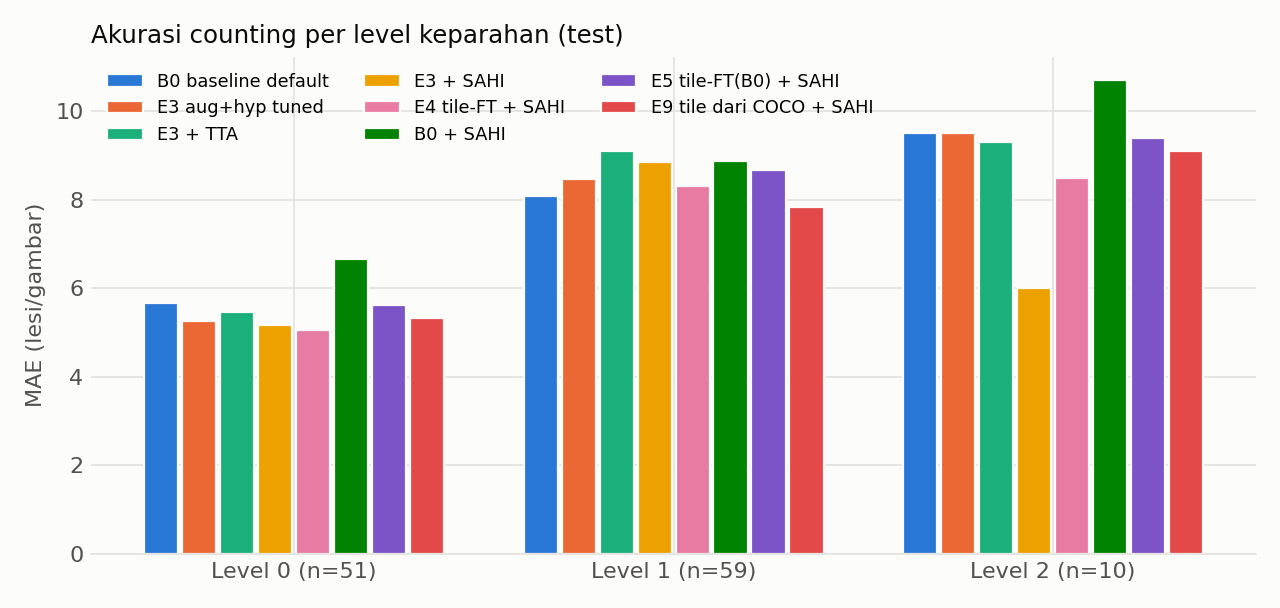 Akurasi counting per level keparahan (test)
B0 baseline default
E3 aug+hyp tuned
E3 + TTA
E3 + SAHI
E4 tile-FT + SAHI
B0 + SAHI
E5 tile-FT(B0) + SAHI
E9 tile dari COCO + SAHI
MAE (lesi/gambar)
10
8
6
4
2
0
Level 0 (n=51)
Level 1 (n=59)
Level 2 (n=10)